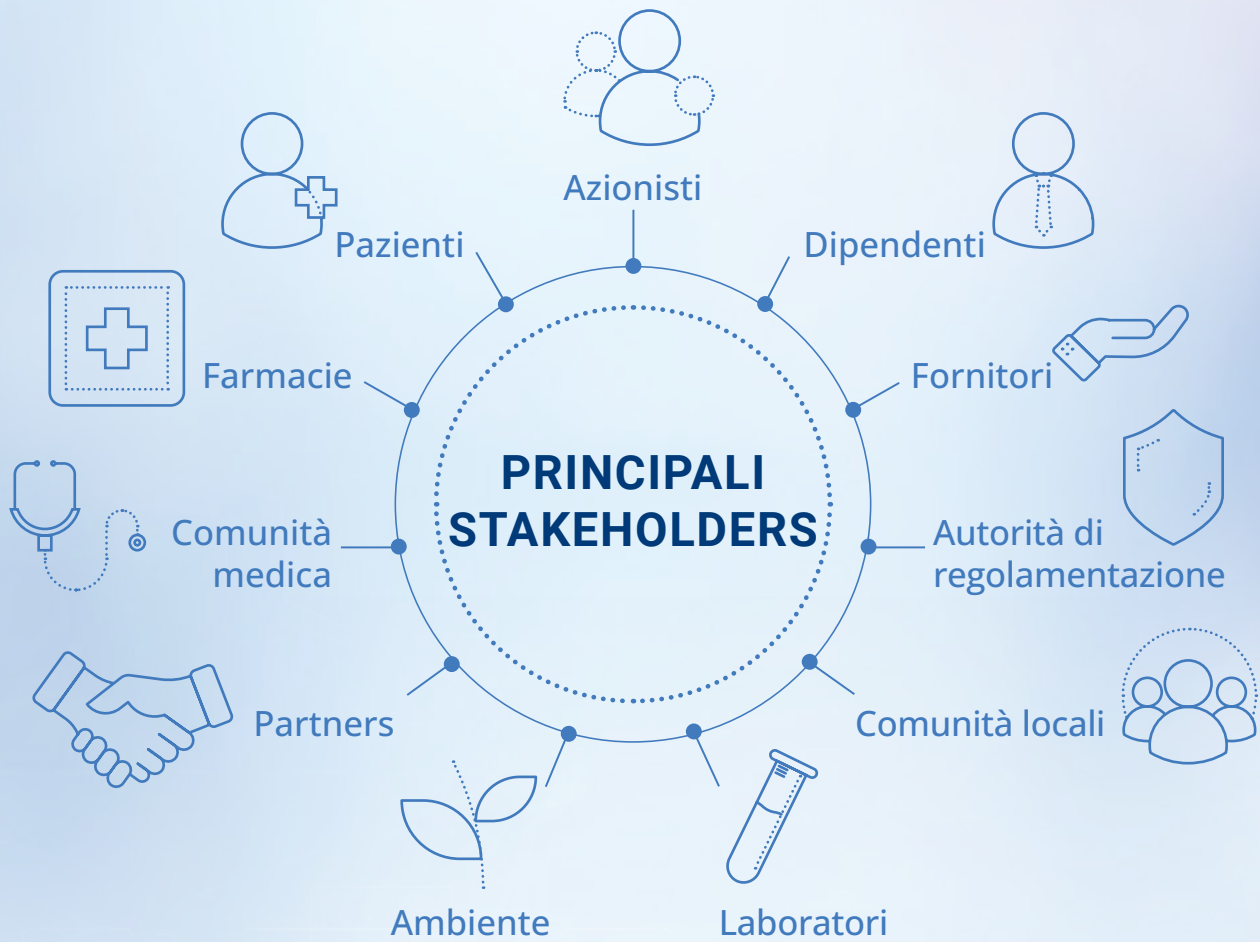 Azionisti
Pazienti
Dipendenti
Farmacie
Fornitori
PRINCIPALI
STAKEHOLDERS
Comunità
medica
Autorità di
regolamentazione
Partners
Comunità locali
Ambiente
Laboratori